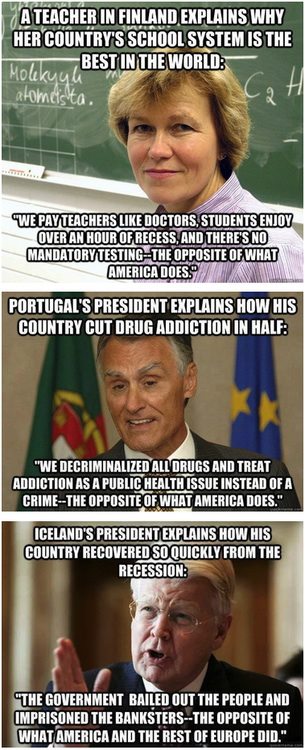 A TEACHER IN FINLAND EXPLAINS WHY
HER COUNTRY'S SCHOOL SYSTEM IS THE
BEST IN THE WORLD:
Molekyyli
atomeista.
C₂ H
"WE PAY TEACHERS LIKE DOCTORS, STUDENTS ENJOY
OVER AN HOUR OF RECESS, AND THERE'S NO
MANDATORY TESTING--THE OPPOSITE OF WHAT
AMERICA DOES."
PORTUGAL'S PRESIDENT EXPLAINS HOW HIS
COUNTRY CUT DRUG ADDICTION IN HALF:
"WE DECRIMINALIZED ALL DRUGS AND TREAT
ADDICTION AS A PUBLIC HEALTH ISSUE INSTEAD OF A
CRIME--THE OPPOSITE OF WHAT AMERICA DOES."
ICELAND'S PRESIDENT EXPLAINS HOW HIS
COUNTRY RECOVERED SO QUICKLY FROM THE
RECESSION:
"THE GOVERNMENT BAILED OUT THE PEOPLE AND
IMPRISONED THE BANKSTERS--THE OPPOSITE OF
WHAT AMERICA AND THE REST OF EUROPE DID."